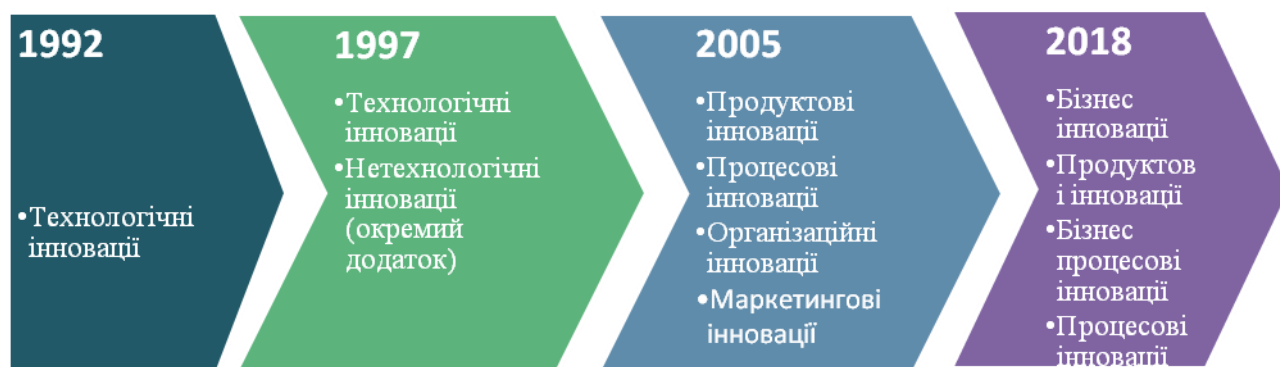 1992
•Технологічні
інновації
1997
•Технологічні
інновації
•Нетехнологічні
інновації
(окремий
додаток)
2005
•Продуктові
інновації
•Процесові
інновації
•Організаційні
інновації
•Маркетингові
інновації
2018
•Бізнес
інновації
•Продуктов
і інновації
•Бізнес
процесові
інновації
•Процесові
інновації